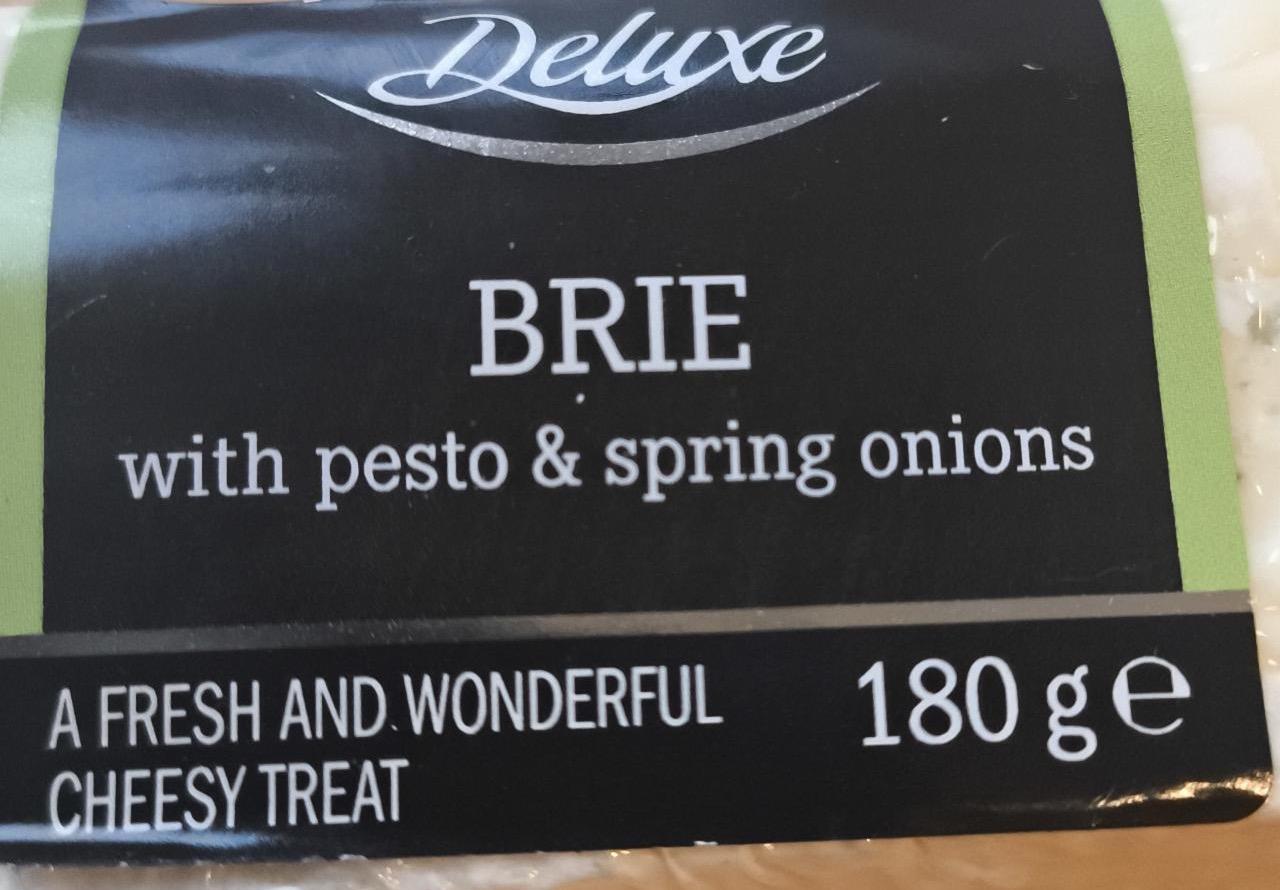 Deluxe
BRIE
with pesto & spring onions
A FRESH AND WONDERFUL
CHEESY TREAT
180 g ℮